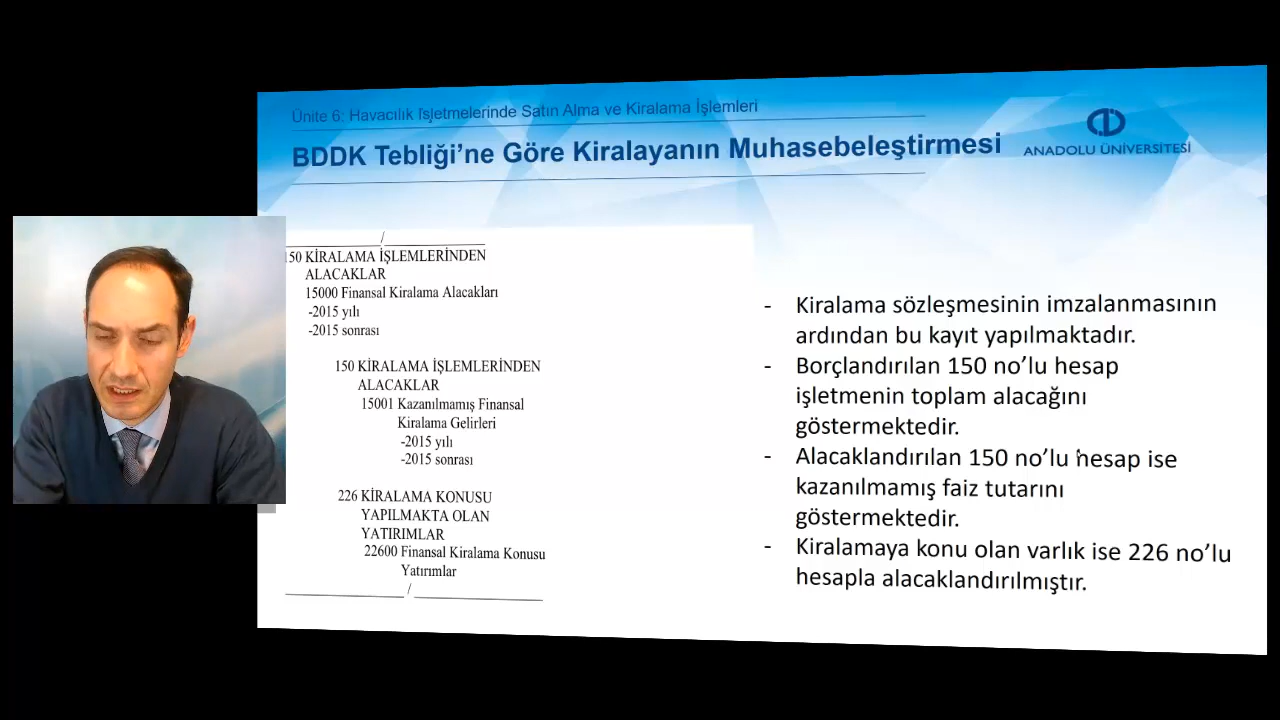 Ünite 6: Havacılık İşletmelerinde Satın Alma ve Kiralama İşlemleri
BDDK Tebliği’ne Göre Kiralayanın Muhasebeleştirmesi
ANADOLU ÜNİVERSİTESİ
/
150 KİRALAMA İŞLEMLERİNDEN
ALACAKLAR
15000 Finansal Kiralama Alacakları
-2015 yılı
-2015 sonrası
150 KİRALAMA İŞLEMLERİNDEN
ALACAKLAR
15001 Kazanılmamış Finansal
Kiralama Gelirleri
-2015 yılı
-2015 sonrası
226 KİRALAMA KONUSU
YAPILMAKTA OLAN
YATIRIMLAR
22600 Finansal Kiralama Konusu
Yatırımlar
/
- Kiralama sözleşmesinin imzalanmasının
ardından bu kayıt yapılmaktadır.
- Borçlandırılan 150 no’lu hesap
işletmenin toplam alacağını
göstermektedir.
- Alacaklandırılan 150 no’lu hesap ise
kazanılmamış faiz tutarını
göstermektedir.
- Kiralamaya konu olan varlık ise 226 no’lu
hesapla alacaklandırılmıştır.